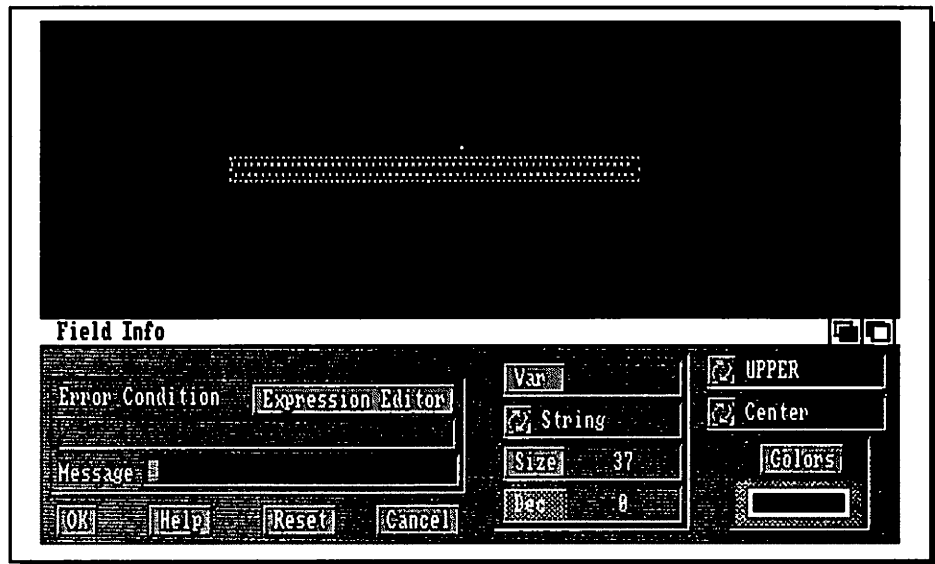 Field Info
Error Condition Expression Editor
Message
OK Help Reset Cancel
Var
String
Size 37
Dec 0
UPPER
Center
Colors